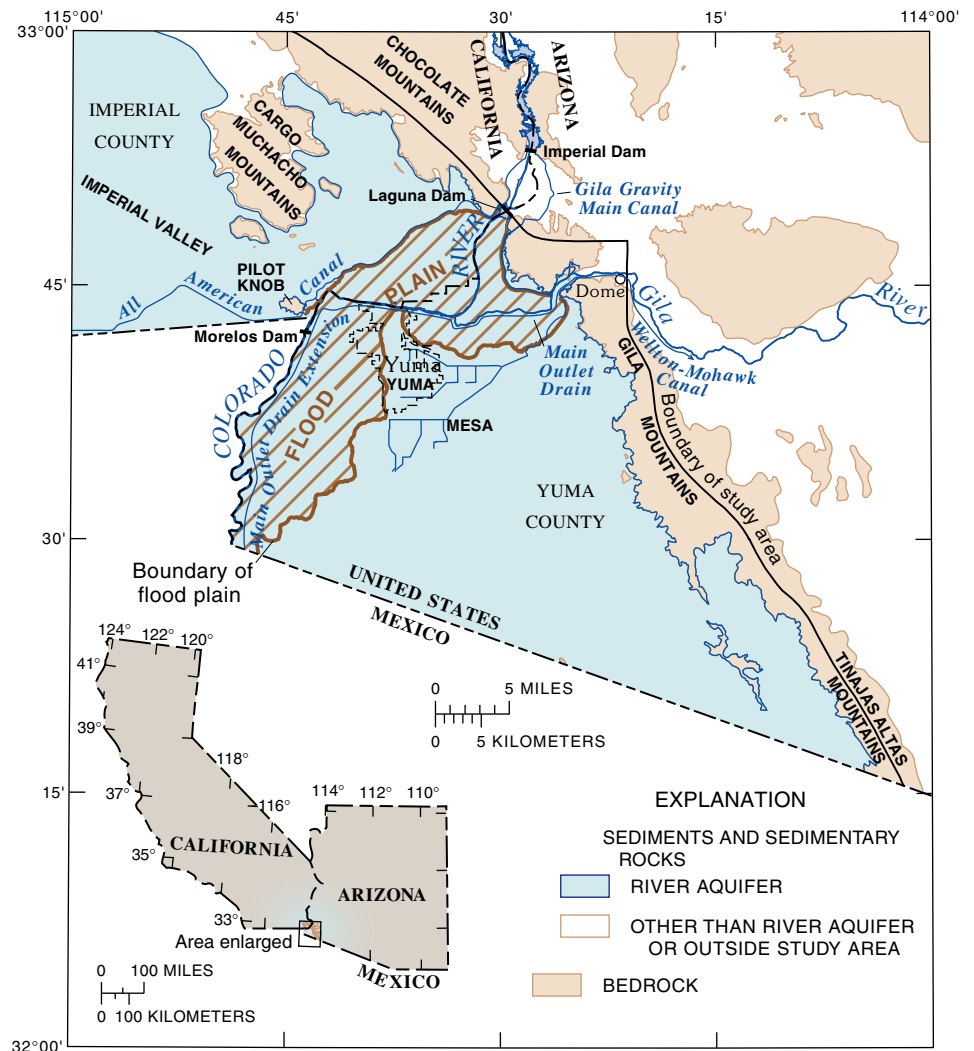 115°00'
45'
30'
15'
114°00'
33°00'
CHOCOLATE
MOUNTAINS
CALIFORNIA
ARIZONA
IMPERIAL
COUNTY
CARGO
MUCHACHO
MOUNTAINS
Imperial Dam
Gila Gravity
Main Canal
Laguna Dam
IMPERIAL VALLEY
RIVER
PLAIN
45'
PILOT
KNOB
All
American
Canal
Dome
Gila
River
Morelos Dam
Wellton-Mohawk
Canal
Main
Outlet
Drain
GILA
MOUNTAINS
Yuma
YUMA
MESA
COLORADO
Main Outlet Drain Extension
FLOOD
Boundary of study area
YUMA
COUNTY
30'
Boundary of
flood plain
UNITED STATES
MEXICO
TINAJAS ALTAS
MOUNTAINS
0
5 MILES
0
5 KILOMETERS
15'
124°
122°
120°
41°
39°
37°
35°
33°
118°
116°
114°
112°
110°
CALIFORNIA
ARIZONA
Area enlarged
MEXICO
0
100 MILES
0
100 KILOMETERS
EXPLANATION
SEDIMENTS AND SEDIMENTARY
ROCKS
RIVER AQUIFER
OTHER THAN RIVER AQUIFER
OR OUTSIDE STUDY AREA
BEDROCK
32°00'